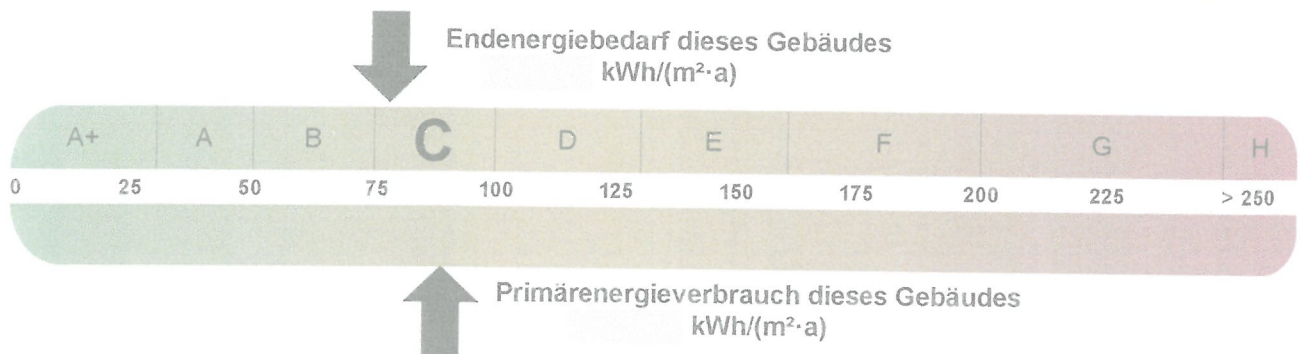 Endenergiebedarf dieses Gebäudes
kWh/(m²·a)
A+ A B C D E F G H
0 25 50 75 100 125 150 175 200 225 > 250
Primärenergieverbrauch dieses Gebäudes
kWh/(m²·a)